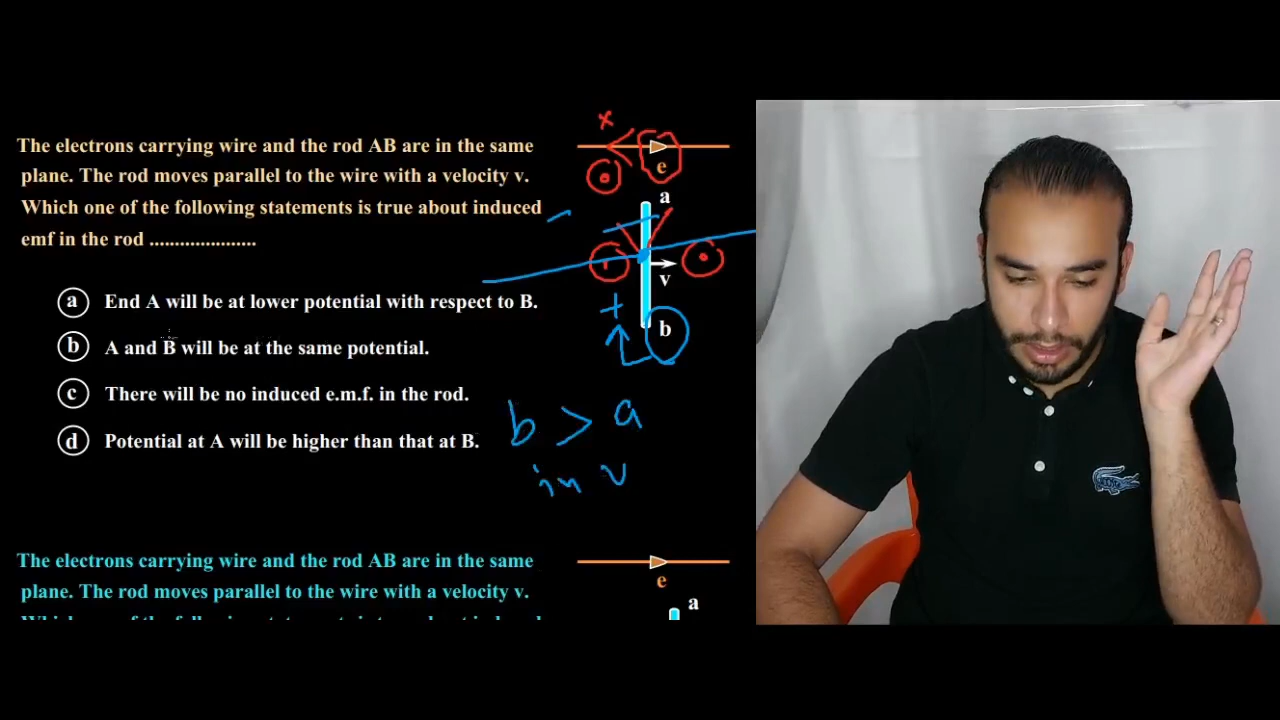 The electrons carrying wire and the rod AB are in the same
plane. The rod moves parallel to the wire with a velocity v.
Which one of the following statements is true about induced
emf in the rod .....................
a End A will be at lower potential with respect to B.
b A and B will be at the same potential.
c There will be no induced e.m.f. in the rod.
d Potential at A will be higher than that at B.
x
e
a
v
+
b
b > a
in v
The electrons carrying wire and the rod AB are in the same
plane. The rod moves parallel to the wire with a velocity v.
e
a